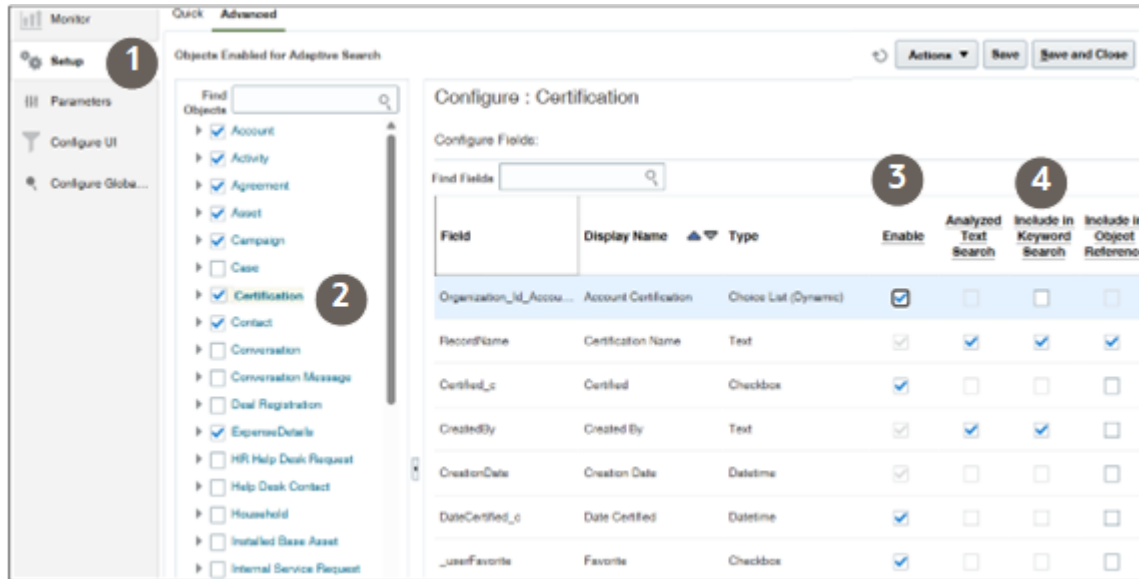 Monitor
Quick Advanced
1
Setup
Objects Enabled for Adaptive Search
Actions Save Save and Close
Parameters
Find Objects
Configure : Certification
Account
Configure UI
Configure Fields:
Activity
Configure Globa...
Find Fields
Agreement
3
4
Asset
Campaign
Field Display Name Type Enable Analyzed Text Search Include in Keyword Search Include i Object Referenc
Case
Certification
2
Organization_Id_Accou... Account Certification Choice List (Dynamic)
Contact
Conversation
RecordName Certification Name Text
Conversation Message
Certified_c Certified Checkbox
Deal Registration
ExpenseDetails
CreatedBy Created By Text
HR Help Desk Request
Help Desk Contact
CreationDate Creation Date Datetime
Household
DateCertified_c Date Certified Datetime
Installed Base Asset
Internal Service Request
_userFavorite Favorite Checkbox